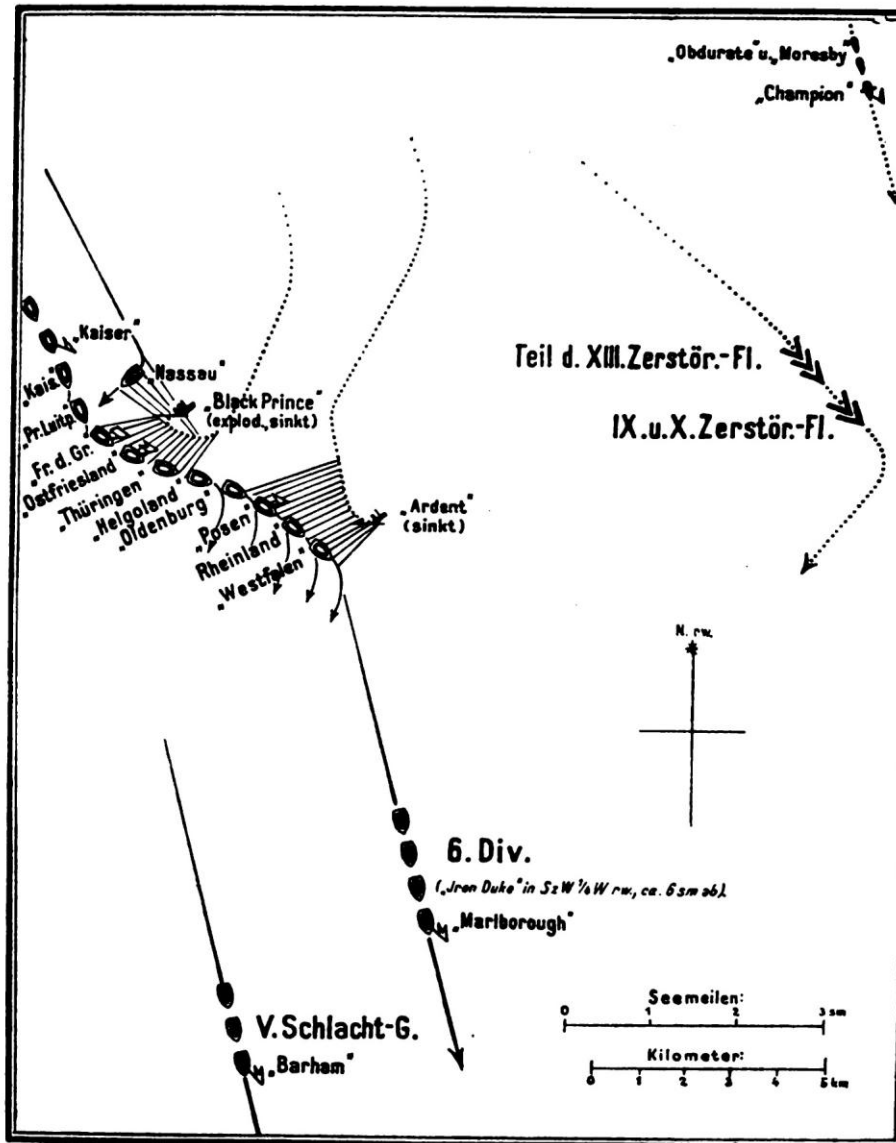 „Obdurate“ u. „Moresby“
„Champion“
„Kaiser“
„Nassau“
„Kais.“
„Black Prince“
(explod., sinkt)
„Pr. Luitp.“
„Fr. d. Gr.“
„Ostfriesland“
„Thüringen“
„Helgoland“
„Oldenburg“
„Posen“
Rheinland“
„Westfalen“
„Ardent“
(sinkt)
Teil d. XIII. Zerstör.-Fl.
IX. u. X. Zerstör.-Fl.
N. rw.
6. Div.
(„Jron Duke“ in SzW ¼ W rw., ca. 6 sm ab).
„Marlborough“
V. Schlacht-G.
„Barham“
Seemeilen:
0 1 2 3 sm
Kilometer:
0 1 2 3 4 5 km